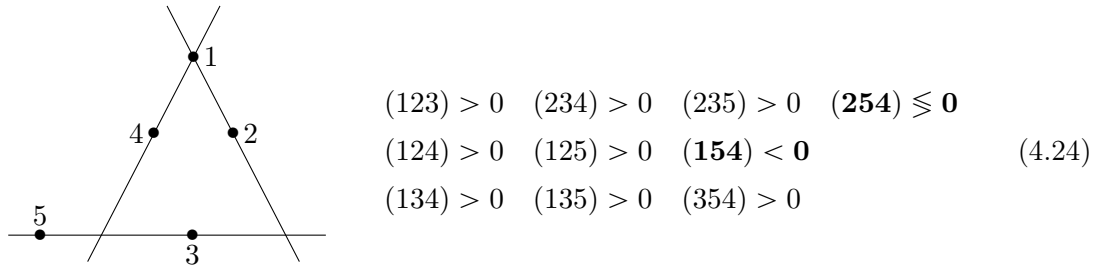 1
4
2
5
3
(123) > 0 (234) > 0 (235) > 0 (254) ≶ 0
(124) > 0 (125) > 0 (154) < 0 (4.24)
(134) > 0 (135) > 0 (354) > 0